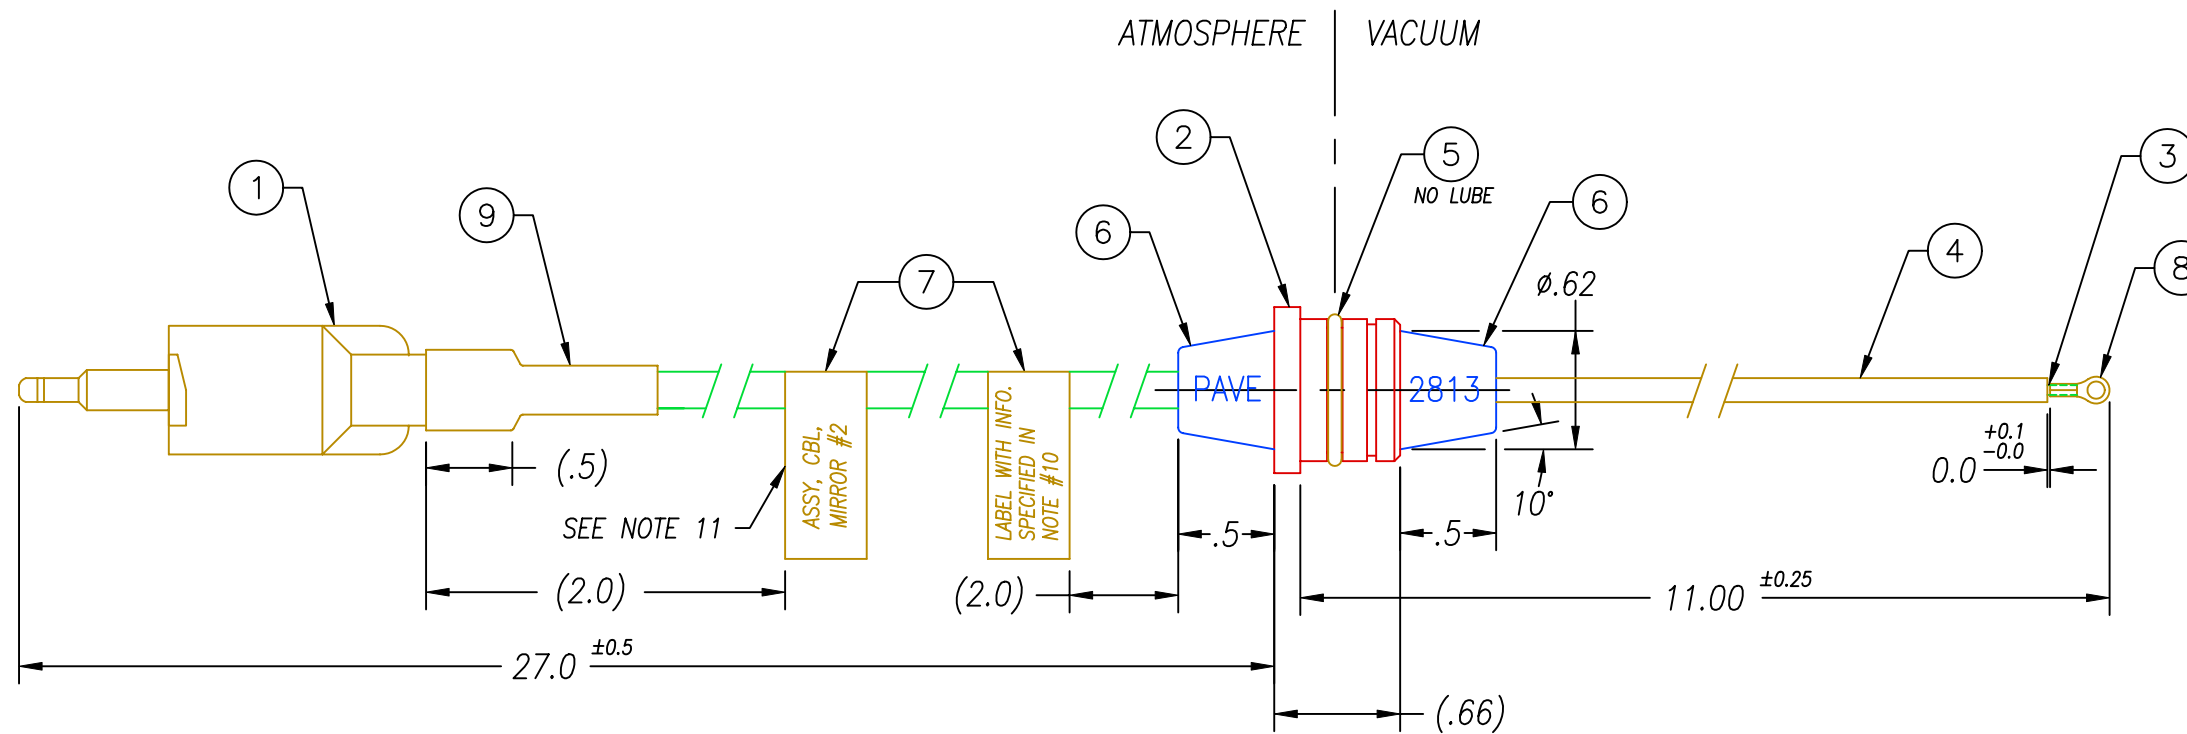 ATMOSPHERE VACUUM
2
5
NO LUBE
3
1
9
6
6
4
7
8
ø.62
PAVE 2813
ASSY, CBL,
MIRROR #2
LABEL WITH INFO.
SPECIFIED IN
NOTE #10
(.5)
SEE NOTE 11
.5
.5
10°
0.0 +0.1
-0.0
(2.0)
(2.0)
11.00 ±0.25
27.0 ±0.5
(.66)